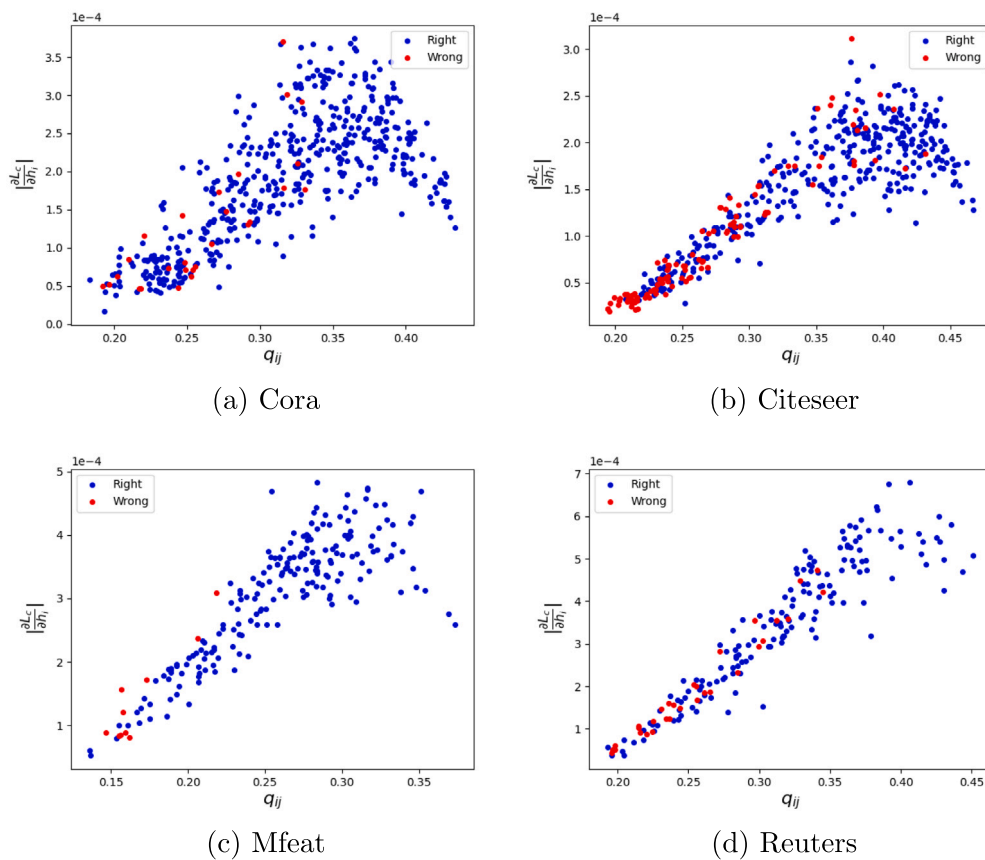 1e−4
Right
Wrong
3.5
3.0
2.5
2.0
1.5
1.0
0.5
0.0
|∂L_c/∂h_i|
0.20 0.25 0.30 0.35 0.40
q_ij
(a) Cora
1e−4
Right
Wrong
3.0
2.5
2.0
1.5
1.0
0.5
|∂L_c/∂h_i|
0.20 0.25 0.30 0.35 0.40 0.45
q_ij
(b) Citeseer
1e−4
Right
Wrong
5
4
3
2
1
|∂L_c/∂h_i|
0.15 0.20 0.25 0.30 0.35
q_ij
(c) Mfeat
1e−4
Right
Wrong
7
6
5
4
3
2
1
|∂L_c/∂h_i|
0.20 0.25 0.30 0.35 0.40 0.45
q_ij
(d) Reuters